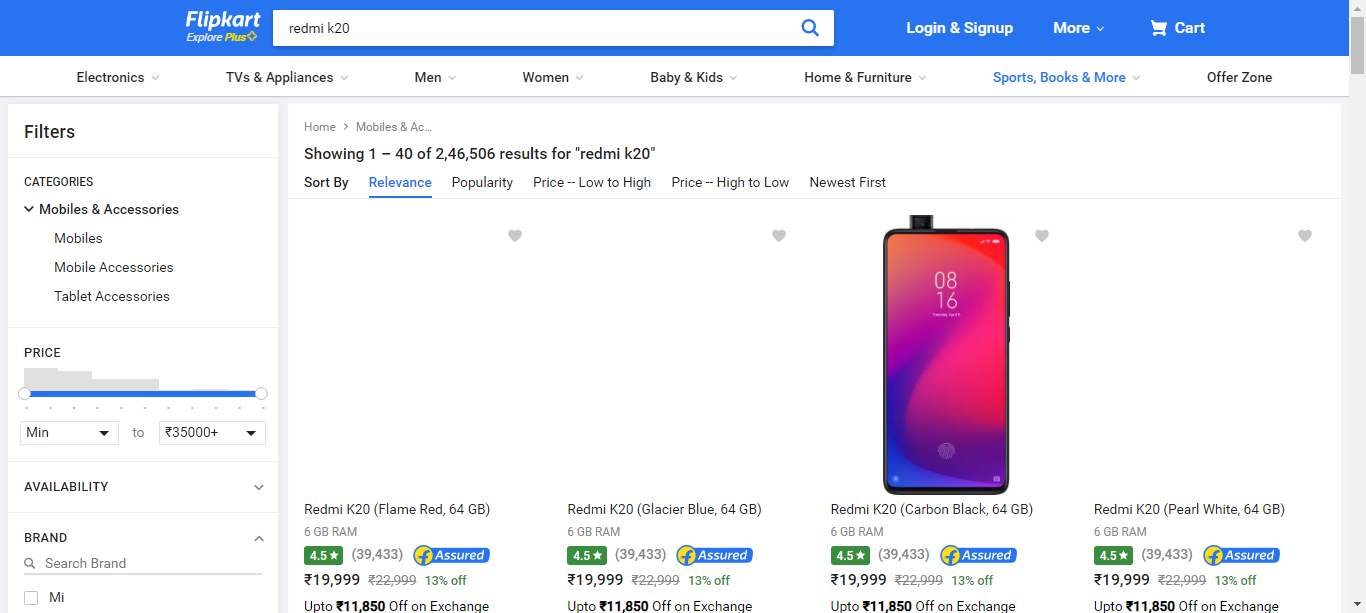 Flipkart
Explore Plus
redmi k20
Login & Signup
More
Cart
Electronics
TVs & Appliances
Men
Women
Baby & Kids
Home & Furniture
Sports, Books & More
Offer Zone
Filters
CATEGORIES
Mobiles & Accessories
Mobiles
Mobile Accessories
Tablet Accessories
PRICE
Min
to
₹35000+
AVAILABILITY
BRAND
Search Brand
Mi
Home
Mobiles & Ac...
Showing 1 – 40 of 2,46,506 results for "redmi k20"
Sort By
Relevance
Popularity
Price -- Low to High
Price -- High to Low
Newest First
08
16
Redmi K20 (Flame Red, 64 GB)
6 GB RAM
4.5★ (39,433) Assured
₹19,999 ₹22,999 13% off
Upto ₹11,850 Off on Exchange
Redmi K20 (Glacier Blue, 64 GB)
6 GB RAM
4.5★ (39,433) Assured
₹19,999 ₹22,999 13% off
Upto ₹11,850 Off on Exchange
Redmi K20 (Carbon Black, 64 GB)
6 GB RAM
4.5★ (39,433) Assured
₹19,999 ₹22,999 13% off
Upto ₹11,850 Off on Exchange
Redmi K20 (Pearl White, 64 GB)
6 GB RAM
4.5★ (39,433) Assured
₹19,999 ₹22,999 13% off
Upto ₹11,850 Off on Exchange